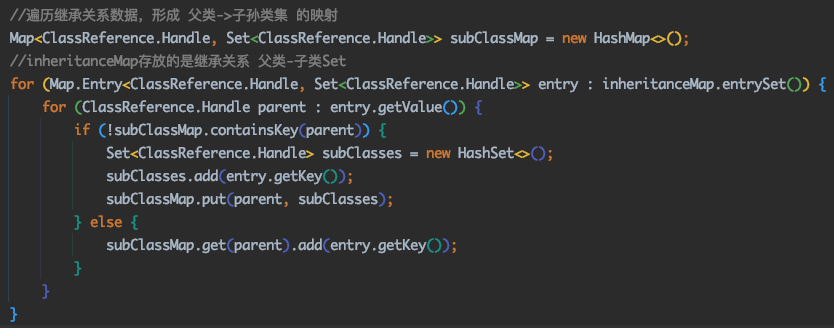 //遍历继承关系数据，形成 父类->子孙类集 的映射
Map<ClassReference.Handle, Set<ClassReference.Handle>> subClassMap = new HashMap<>();
//inheritanceMap存放的是继承关系 父类-子类Set
for (Map.Entry<ClassReference.Handle, Set<ClassReference.Handle>> entry : inheritanceMap.entrySet()) {
    for (ClassReference.Handle parent : entry.getValue()) {
        if (!subClassMap.containsKey(parent)) {
            Set<ClassReference.Handle> subClasses = new HashSet<>();
            subClasses.add(entry.getKey());
            subClassMap.put(parent, subClasses);
        } else {
            subClassMap.get(parent).add(entry.getKey());
        }
    }
}